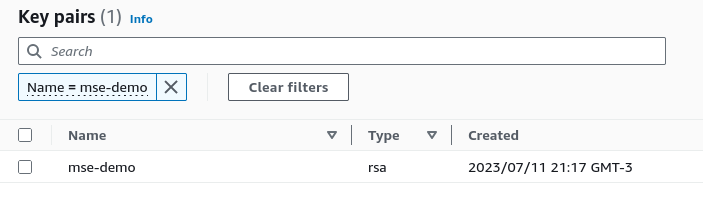 Key pairs (1) Info
Search
Name = mse-demo
Clear filters
Name Type Created
mse-demo rsa 2023/07/11 21:17 GMT-3